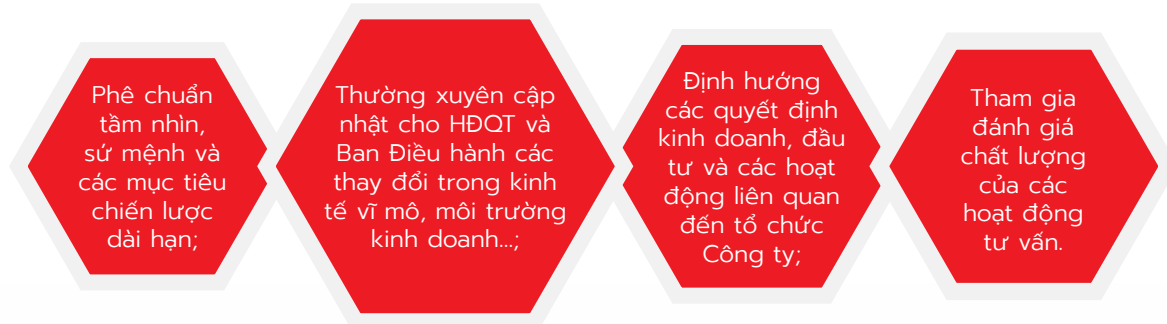 Phê chuẩn
tầm nhìn,
sứ mệnh và
các mục tiêu
chiến lược
dài hạn;
Thường xuyên cập
nhật cho HĐQT và
Ban Điều hành các
thay đổi trong kinh
tế vĩ mô, môi trường
kinh doanh...;
Định hướng
các quyết định
kinh doanh, đầu
tư và các hoạt
động liên quan
đến tổ chức
Công ty;
Tham gia
đánh giá
chất lượng
của các
hoạt động
tư vấn.